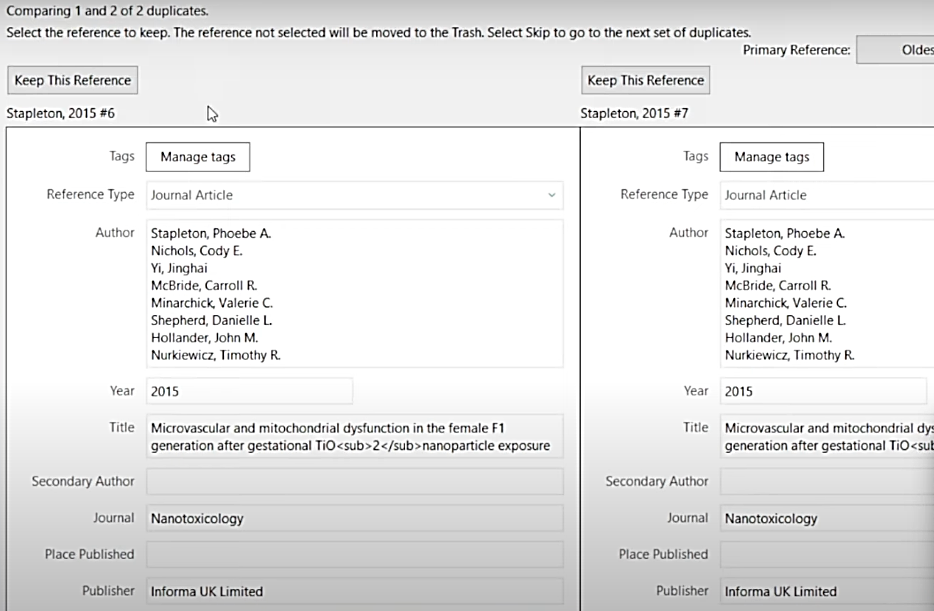 Comparing 1 and 2 of 2 duplicates.
Select the reference to keep. The reference not selected will be moved to the Trash. Select Skip to go to the next set of duplicates.
Primary Reference: Oldes
Keep This Reference
Stapleton, 2015 #6
Tags Manage tags
Reference Type Journal Article
Author Stapleton, Phoebe A.
Nichols, Cody E.
Yi, Jinghai
McBride, Carroll R.
Minarchick, Valerie C.
Shepherd, Danielle L.
Hollander, John M.
Nurkiewicz, Timothy R.
Year 2015
Title Microvascular and mitochondrial dysfunction in the female F1
generation after gestational TiO<sub>2</sub>nanoparticle exposure
Secondary Author
Journal Nanotoxicology
Place Published
Publisher Informa UK Limited
Keep This Reference
Stapleton, 2015 #7
Tags Manage tags
Reference Type Journal Article
Author Stapleton, Phoebe A.
Nichols, Cody E.
Yi, Jinghai
McBride, Carroll R.
Minarchick, Valerie C.
Shepherd, Danielle L.
Hollander, John M.
Nurkiewicz, Timothy R.
Year 2015
Title Microvascular and mitochondrial dys
generation after gestational TiO<sut
Secondary Author
Journal Nanotoxicology
Place Published
Publisher Informa UK Limited